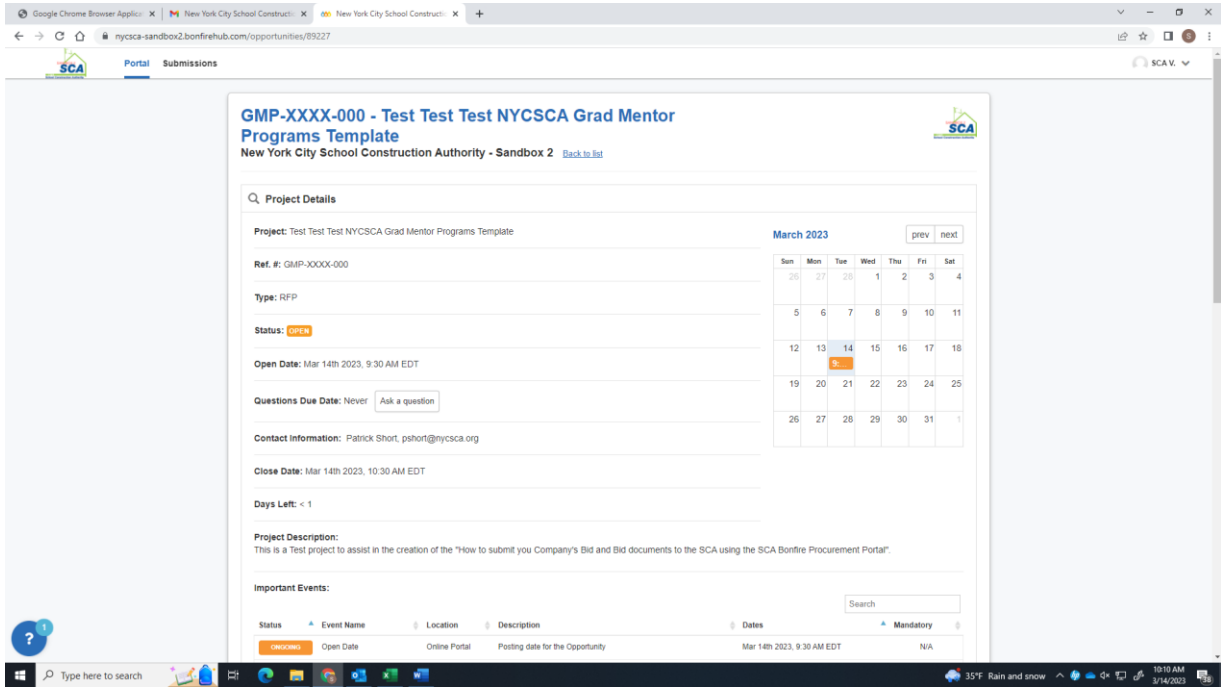 Google Chrome Browser Applicat
New York City School Constructio
New York City School Constructio
nycsca-sandbox2.bonfirehub.com/opportunities/89227
S
SCA
Portal Submissions
SCA V.
GMP-XXXX-000 - Test Test Test NYCSCA Grad Mentor
Programs Template
New York City School Construction Authority - Sandbox 2 Back to list
SCA
Project Details
Project: Test Test Test NYCSCA Grad Mentor Programs Template
Ref. #: GMP-XXXX-000
Type: RFP
Status: OPEN
Open Date: Mar 14th 2023, 9:30 AM EDT
Questions Due Date: Never Ask a question
Contact Information: Patrick Short, pshort@nycsca.org
Close Date: Mar 14th 2023, 10:30 AM EDT
Days Left: < 1
March 2023 prev next
Sun Mon Tue Wed Thu Fri Sat
26 27 28 1 2 3 4
5 6 7 8 9 10 11
12 13 14 15 16 17 18
9:...
19 20 21 22 23 24 25
26 27 28 29 30 31 1
Project Description:
This is a Test project to assist in the creation of the "How to submit you Company's Bid and Bid documents to the SCA using the SCA Bonfire Procurement Portal".
Important Events:
Search
Status Event Name Location Description Dates Mandatory
ONGOING Open Date Online Portal Posting date for the Opportunity Mar 14th 2023, 9:30 AM EDT N/A
? 1
Type here to search
35°F Rain and snow
10:10 AM
3/14/2023
38